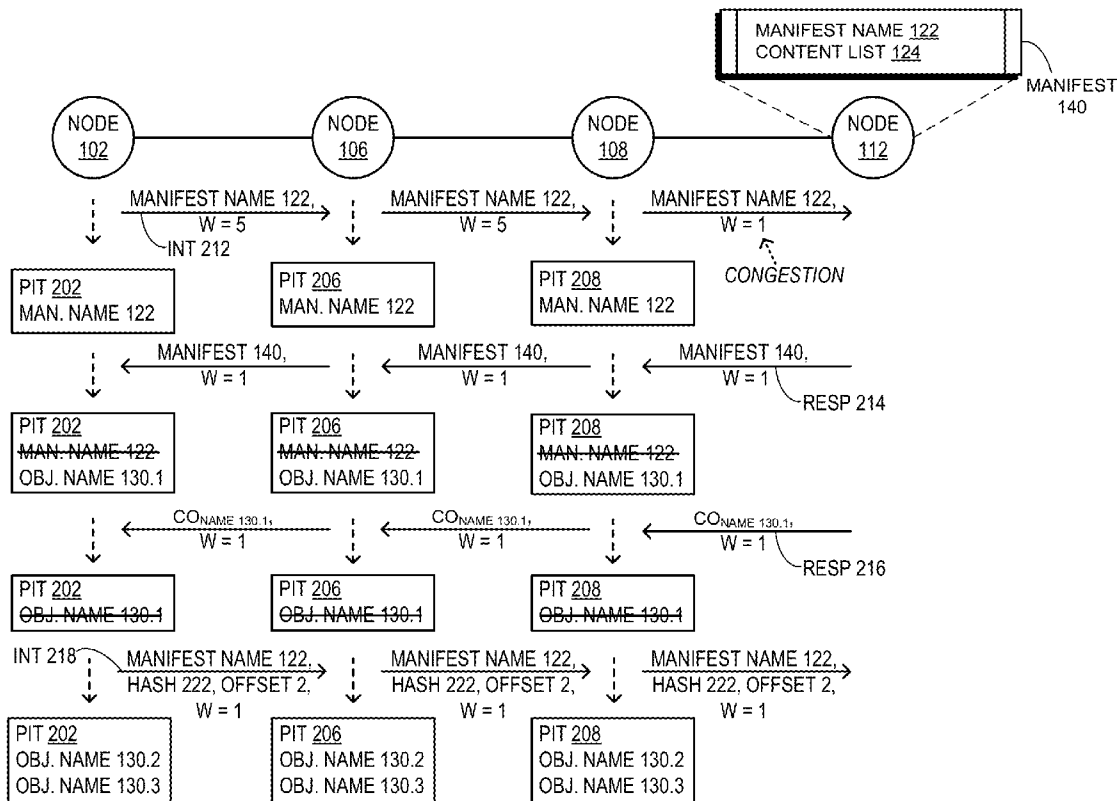 MANIFEST NAME 122
CONTENT LIST 124
MANIFEST
140
NODE
102
NODE
106
NODE
108
NODE
112
MANIFEST NAME 122,
W = 5
MANIFEST NAME 122,
W = 5
MANIFEST NAME 122,
W = 1
INT 212
CONGESTION
PIT 202
MAN. NAME 122
PIT 206
MAN. NAME 122
PIT 208
MAN. NAME 122
MANIFEST 140,
W = 1
MANIFEST 140,
W = 1
MANIFEST 140,
W = 1
RESP 214
PIT 202
MAN. NAME 122
OBJ. NAME 130.1
PIT 206
MAN. NAME 122
OBJ. NAME 130.1
PIT 208
MAN. NAME 122
OBJ. NAME 130.1
CONAME 130.1,
W = 1
CONAME 130.1,
W = 1
CONAME 130.1,
W = 1
RESP 216
PIT 202
OBJ. NAME 130.1
PIT 206
OBJ. NAME 130.1
PIT 208
OBJ. NAME 130.1
INT 218
MANIFEST NAME 122,
HASH 222, OFFSET 2,
W = 1
MANIFEST NAME 122,
HASH 222, OFFSET 2,
W = 1
MANIFEST NAME 122,
HASH 222, OFFSET 2,
W = 1
PIT 202
OBJ. NAME 130.2
OBJ. NAME 130.3
PIT 206
OBJ. NAME 130.2
OBJ. NAME 130.3
PIT 208
OBJ. NAME 130.2
OBJ. NAME 130.3